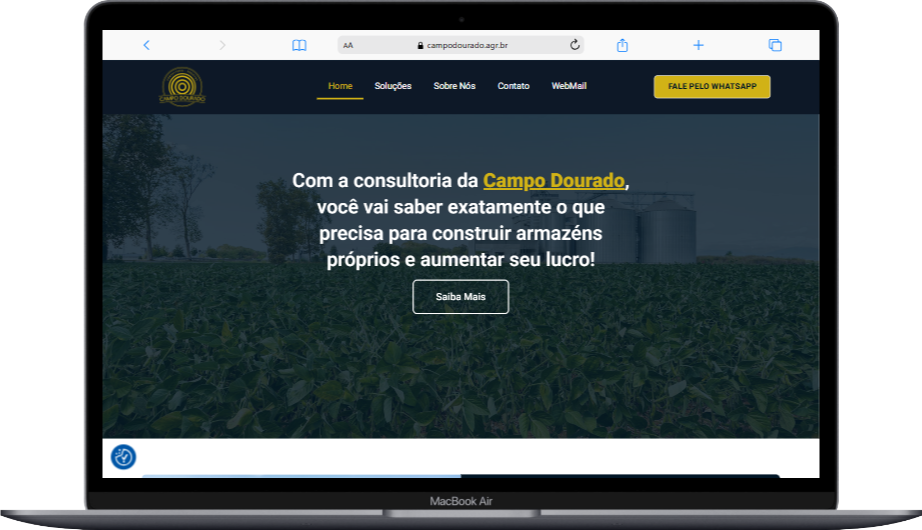 AA campodourado.agr.br
CAMPO DOURADO
Home Soluções Sobre Nós Contato WebMail FALE PELO WHATSAPP
Com a consultoria da Campo Dourado,
você vai saber exatamente o que
precisa para construir armazéns
próprios e aumentar seu lucro!
Saiba Mais
MacBook Air